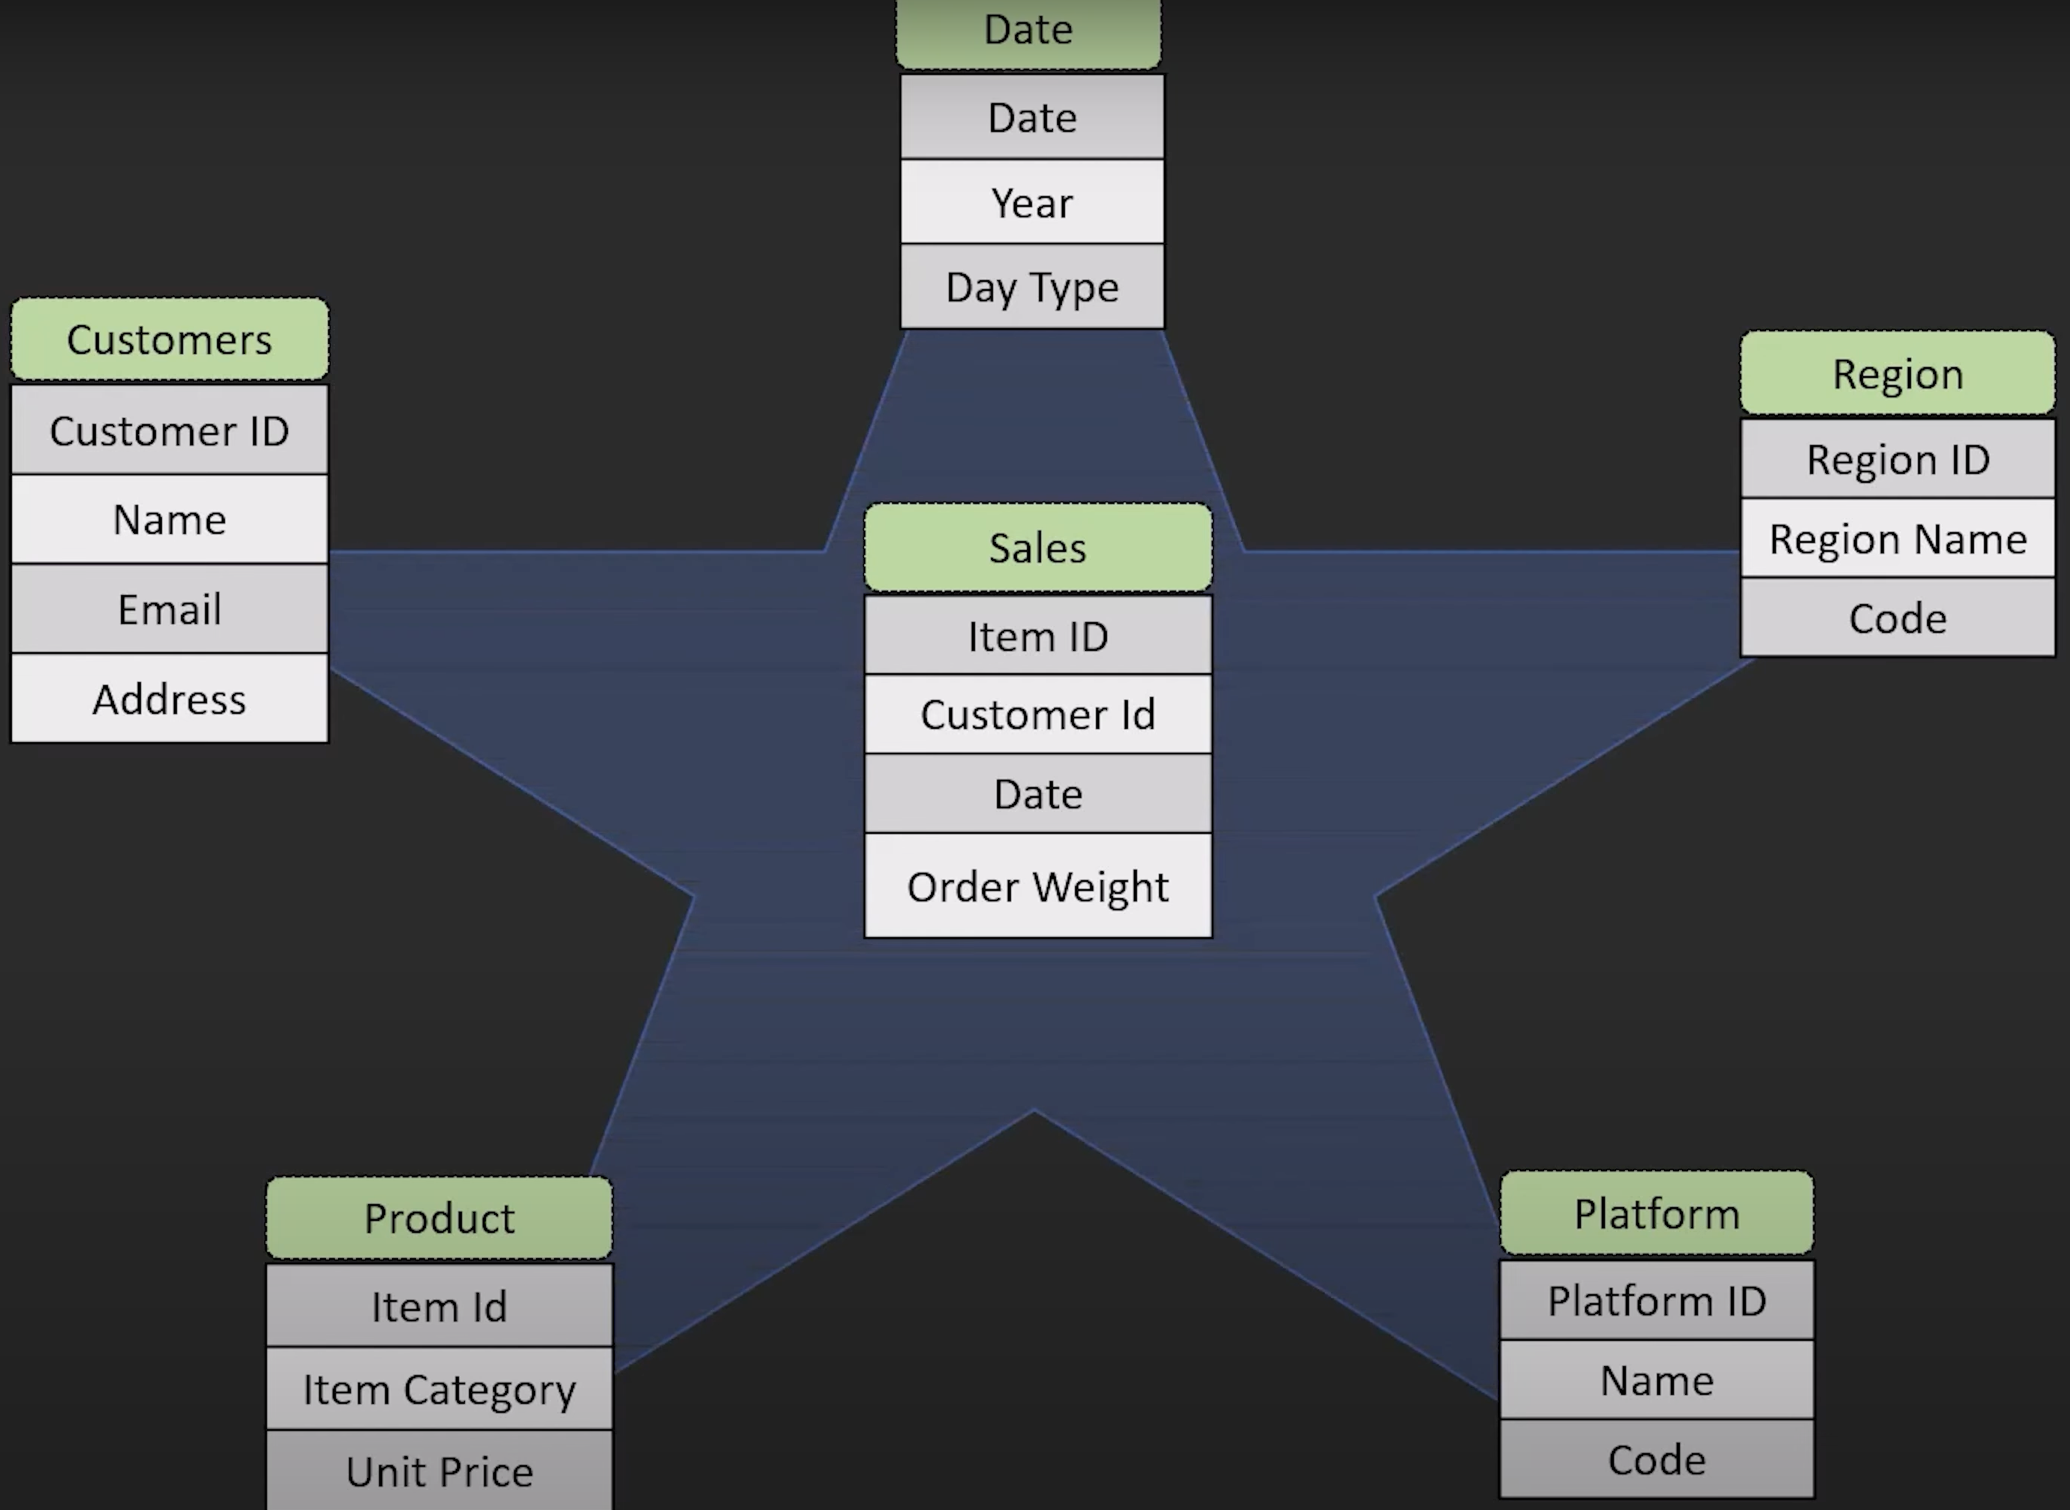 Date
Date
Year
Day Type
Customers
Customer ID
Name
Email
Address
Region
Region ID
Region Name
Code
Sales
Item ID
Customer Id
Date
Order Weight
Product
Item Id
Item Category
Unit Price
Platform
Platform ID
Name
Code